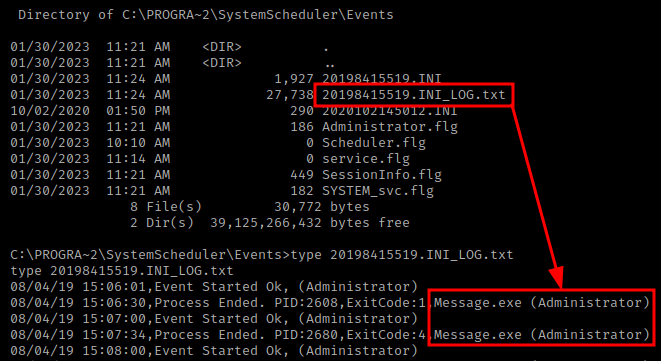 Directory of C:\PROGRA~2\SystemScheduler\Events
01/30/2023  11:21 AM    <DIR>          .
01/30/2023  11:21 AM    <DIR>          ..
01/30/2023  11:24 AM             1,927 20198415519.INI
01/30/2023  11:24 AM            27,738 20198415519.INI_LOG.txt
10/02/2020  01:50 PM               290 2020102145012.INI
01/30/2023  11:21 AM               186 Administrator.flg
01/30/2023  10:10 AM                 0 Scheduler.flg
01/30/2023  11:14 AM                 0 service.flg
01/30/2023  11:21 AM               449 SessionInfo.flg
01/30/2023  11:21 AM               182 SYSTEM_svc.flg
8 File(s)         30,772 bytes
2 Dir(s)  39,125,266,432 bytes free
C:\PROGRA~2\SystemScheduler\Events>type 20198415519.INI_LOG.txt
type 20198415519.INI_LOG.txt
08/04/19 15:06:01,Event Started Ok, (Administrator)
08/04/19 15:06:30,Process Ended. PID:2608,ExitCode:1,Message.exe (Administrator)
08/04/19 15:07:00,Event Started Ok, (Administrator)
08/04/19 15:07:34,Process Ended. PID:2680,ExitCode:4,Message.exe (Administrator)
08/04/19 15:08:00,Event Started Ok, (Administrator)